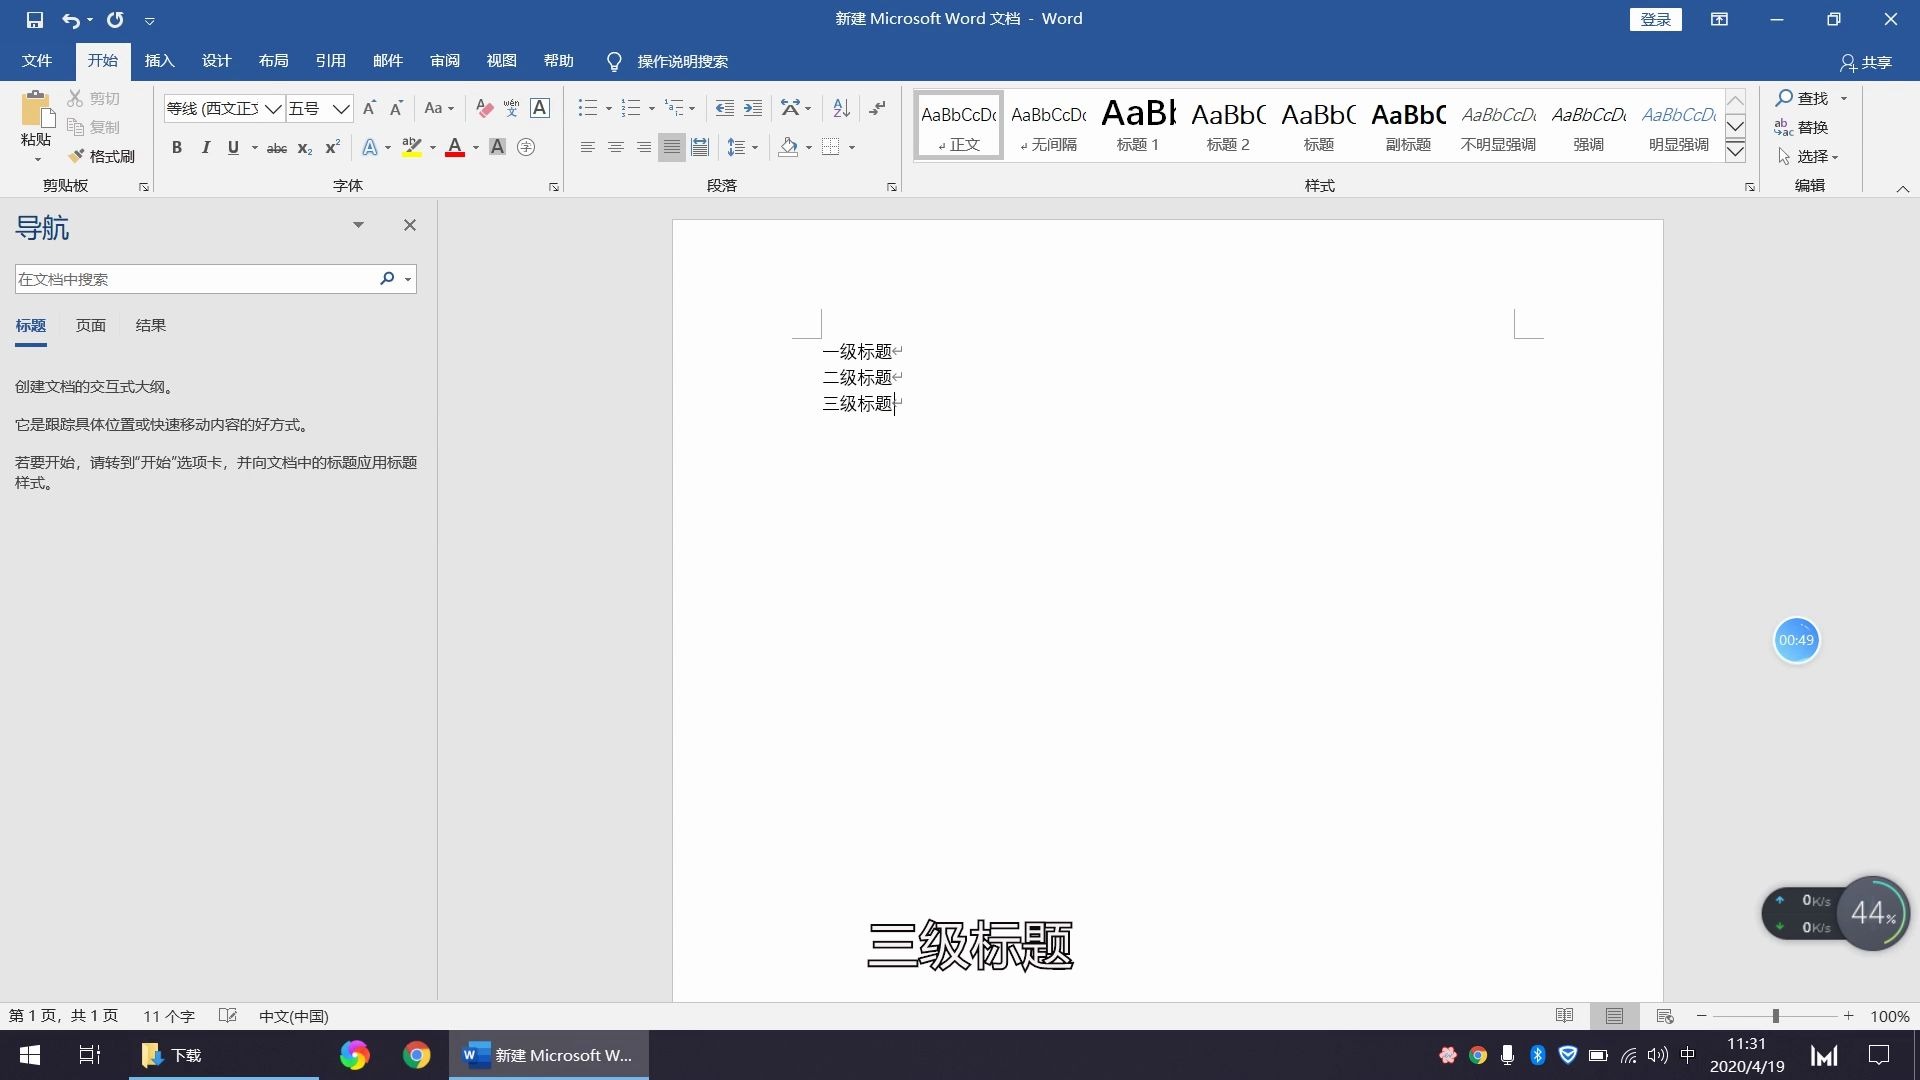 新建 Microsoft Word 文档 - Word
登录
文件
开始
插入
设计
布局
引用
邮件
审阅
视图
帮助
操作说明搜索
共享
粘贴
剪切
复制
格式刷
剪贴板
等线 (西文正文
五号
字体
段落
AaBbCcDc
正文
AaBbCcDc
无间隔
AaBb
标题 1
AaBbC
标题 2
AaBbC
标题
AaBbC
副标题
AaBbCcDc
不明显强调
AaBbCcDc
强调
AaBbCcDc
明显强调
样式
查找
替换
选择
编辑
导航
在文档中搜索
标题
页面
结果
创建文档的交互式大纲。
它是跟踪具体位置或快速移动内容的好方式。
若要开始，请转到“开始”选项卡，并向文档中的标题应用标题
样式。
一级标题
二级标题
三级标题
00:49
0K/s
0K/s
44%
三级标题
第 1 页，共 1 页
11 个字
中文(中国)
100%
下载
新建 Microsoft W...
中
11:31
2020/4/19